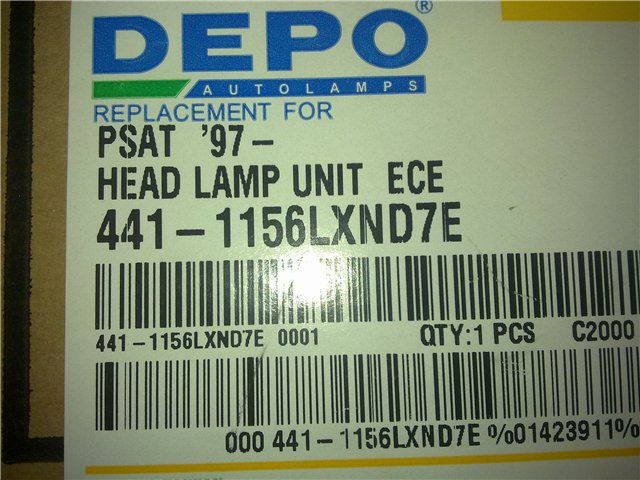 DEPO®
AUTOLAMPS
REPLACEMENT FOR
PSAT '97-
HEAD LAMP UNIT ECE
441-1156LXND7E
441-1156LXND7E 0001 QTY:1 PCS C2000
000 441-1156LXND7E%01423911%